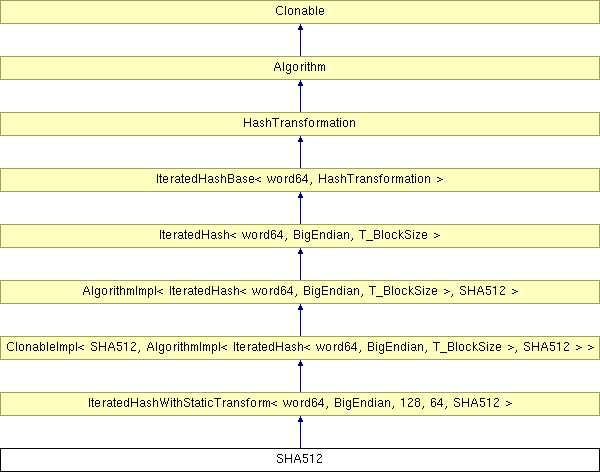 Clonable
Algorithm
HashTransformation
IteratedHashBase< word64, HashTransformation >
IteratedHash< word64, BigEndian, T_BlockSize >
AlgorithmImpl< IteratedHash< word64, BigEndian, T_BlockSize >, SHA512 >
ClonableImpl< SHA512, AlgorithmImpl< IteratedHash< word64, BigEndian, T_BlockSize >, SHA512 > >
IteratedHashWithStaticTransform< word64, BigEndian, 128, 64, SHA512 >
SHA512